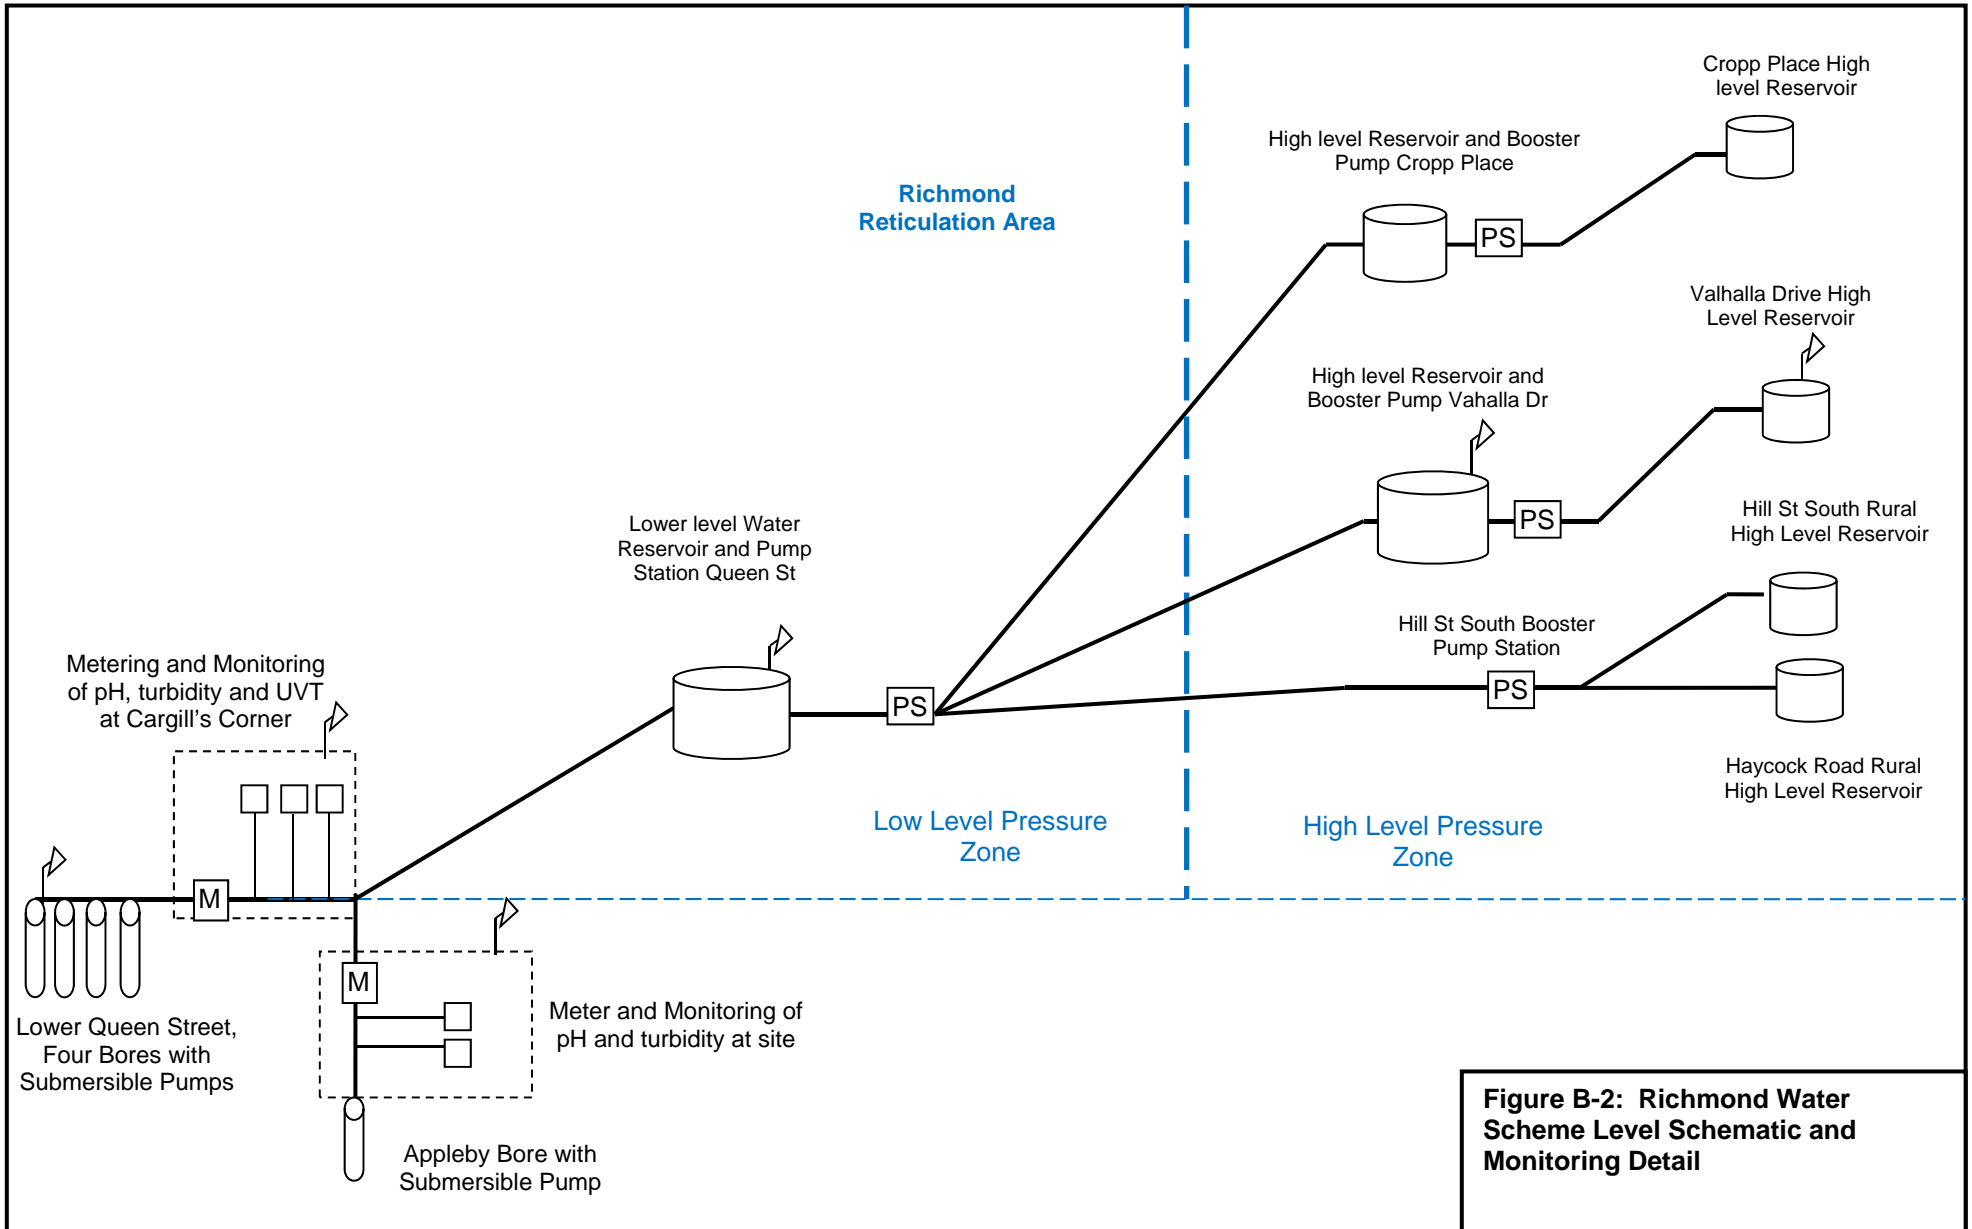 Cropp Place High
level Reservoir
High level Reservoir and Booster
Pump Cropp Place
Richmond
Reticulation Area
PS
Valhalla Drive High
Level Reservoir
High level Reservoir and
Booster Pump Vahalla Dr
PS
Hill St South Rural
High Level Reservoir
Lower level Water
Reservoir and Pump
Station Queen St
Hill St South Booster
Pump Station
PS
PS
Metering and Monitoring
of pH, turbidity and UVT
at Cargill's Corner
Haycock Road Rural
High Level Reservoir
Low Level Pressure
Zone
High Level Pressure
Zone
M
M
Meter and Monitoring of
pH and turbidity at site
Lower Queen Street,
Four Bores with
Submersible Pumps
Appleby Bore with
Submersible Pump
Figure B-2: Richmond Water
Scheme Level Schematic and
Monitoring Detail